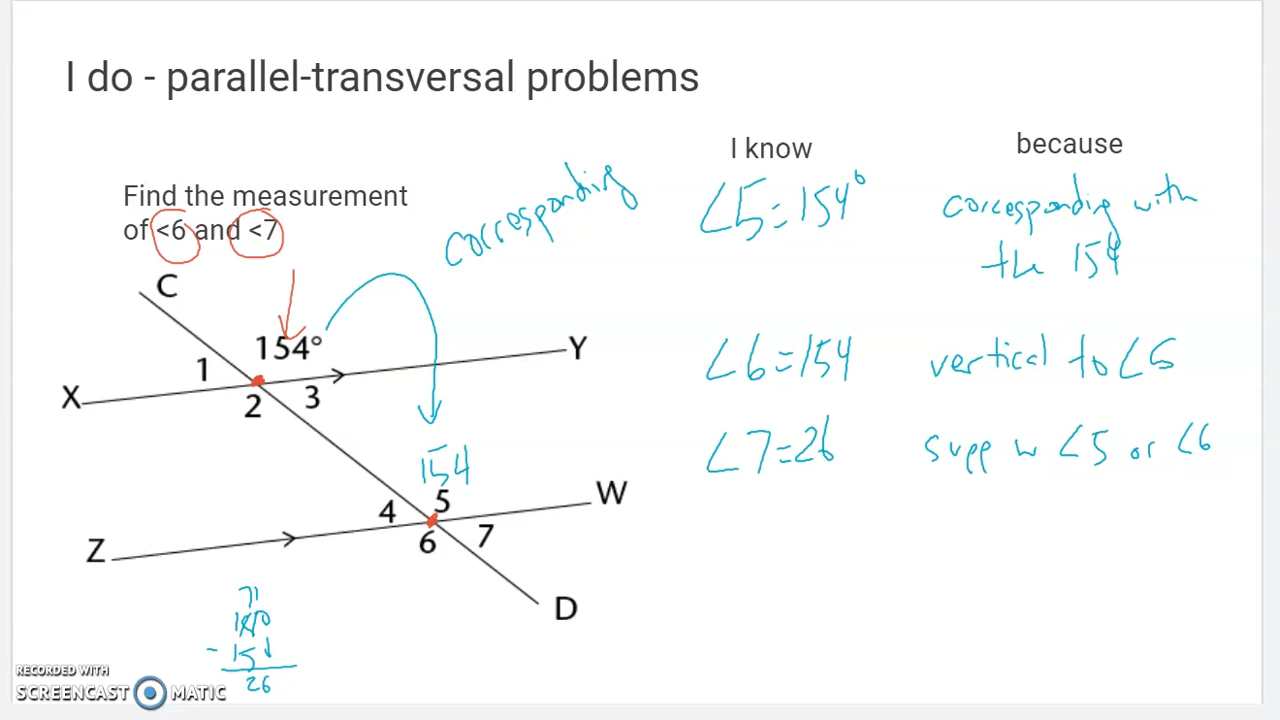 I do - parallel-transversal problems
I know
because
Find the measurement
of <6 and <7
corresponding
∠5=154°
corresponding with
the 154
C
154°
1
Y
X
2
3
∠6=154
vertical to ∠5
∠7=26
supp w ∠5 or ∠6
154
W
4
5
Z
6
7
D
71
180
- 154
26
RECORDED WITH
SCREENCAST MATIC